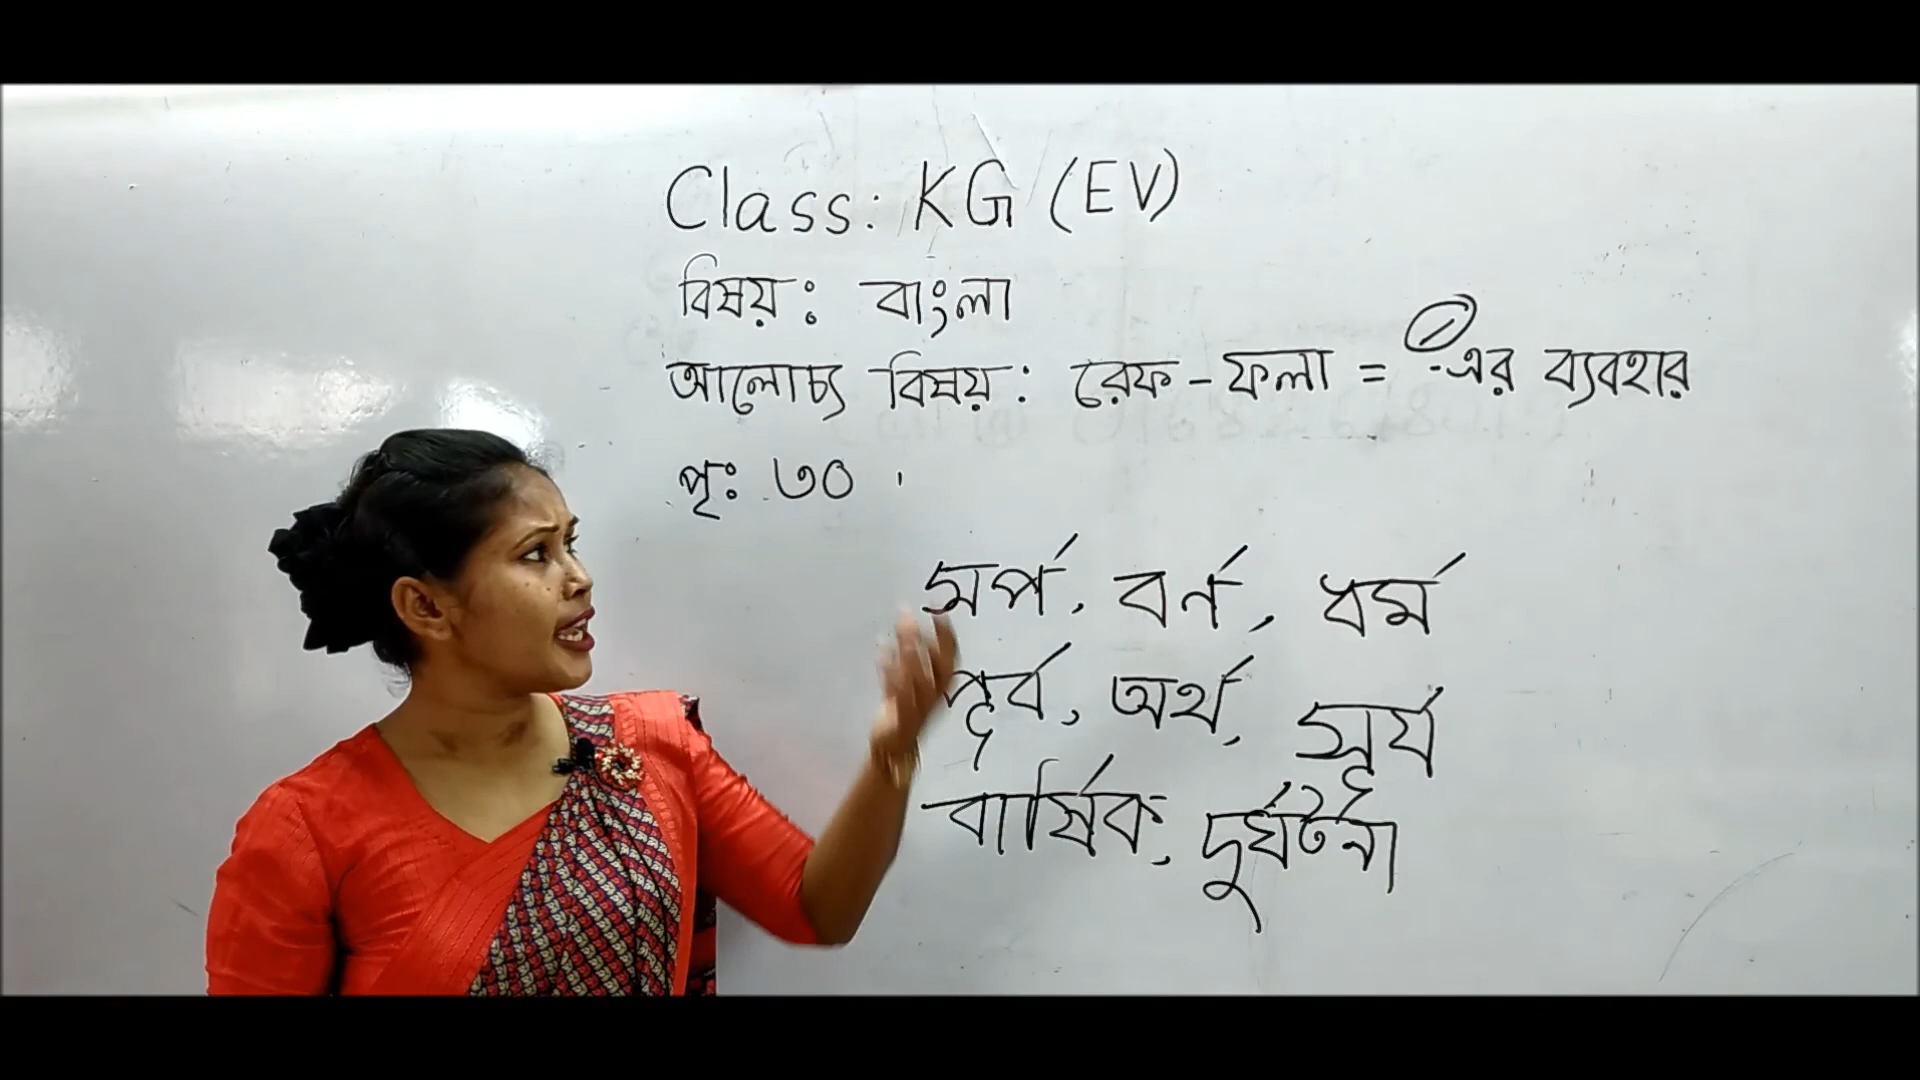 Class: KG (EV)
বিষয়ঃ বাংলা
আলোচ্য বিষয়: রেফ-ফলা = র্ -এর ব্যবহার
পৃঃ ৩০
সর্প, বর্ণ, ধর্ম
পূর্ব, অর্থ, সূর্য
বার্ষিক, দুর্ঘটনা